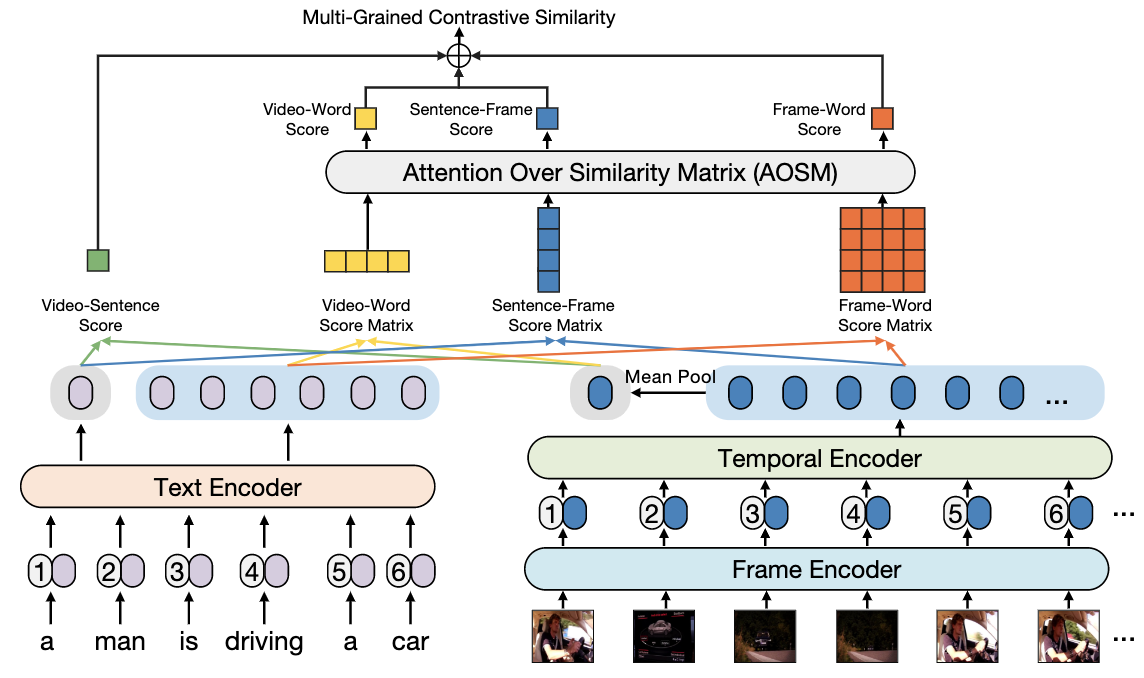 Multi-Grained Contrastive Similarity
Video-Word
Score
Sentence-Frame
Score
Frame-Word
Score
Attention Over Similarity Matrix (AOSM)
Video-Sentence
Score
Video-Word
Score Matrix
Sentence-Frame
Score Matrix
Frame-Word
Score Matrix
Mean Pool
...
Text Encoder
Temporal Encoder
1 2 3 4 5 6 ...
Frame Encoder
1 2 3 4 5 6
a man is driving a car
...